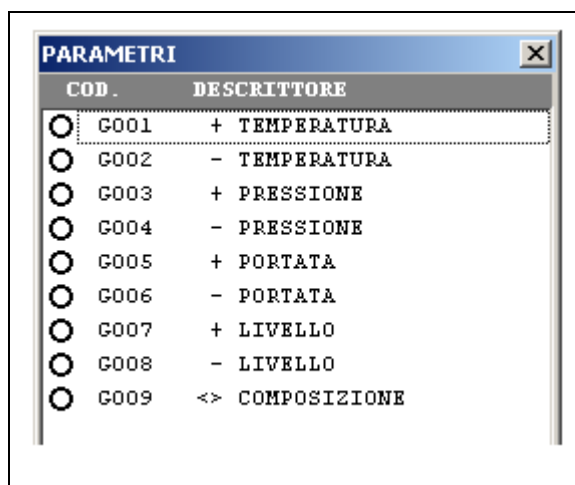 PARAMETRI
COD. DESCRITTORE
G001 + TEMPERATURA
G002 - TEMPERATURA
G003 + PRESSIONE
G004 - PRESSIONE
G005 + PORTATA
G006 - PORTATA
G007 + LIVELLO
G008 - LIVELLO
G009 <> COMPOSIZIONE